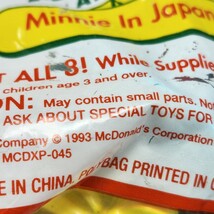 Minnie In Japan
T ALL 8! While Supplie
children age 3 and over.
ON: May contain small parts. No
ASK ABOUT SPECIAL TOYS FOR
Company © 1993 McDonald's Corporation
MCDXP-045
E IN CHINA. POLYBAG PRINTED IN C